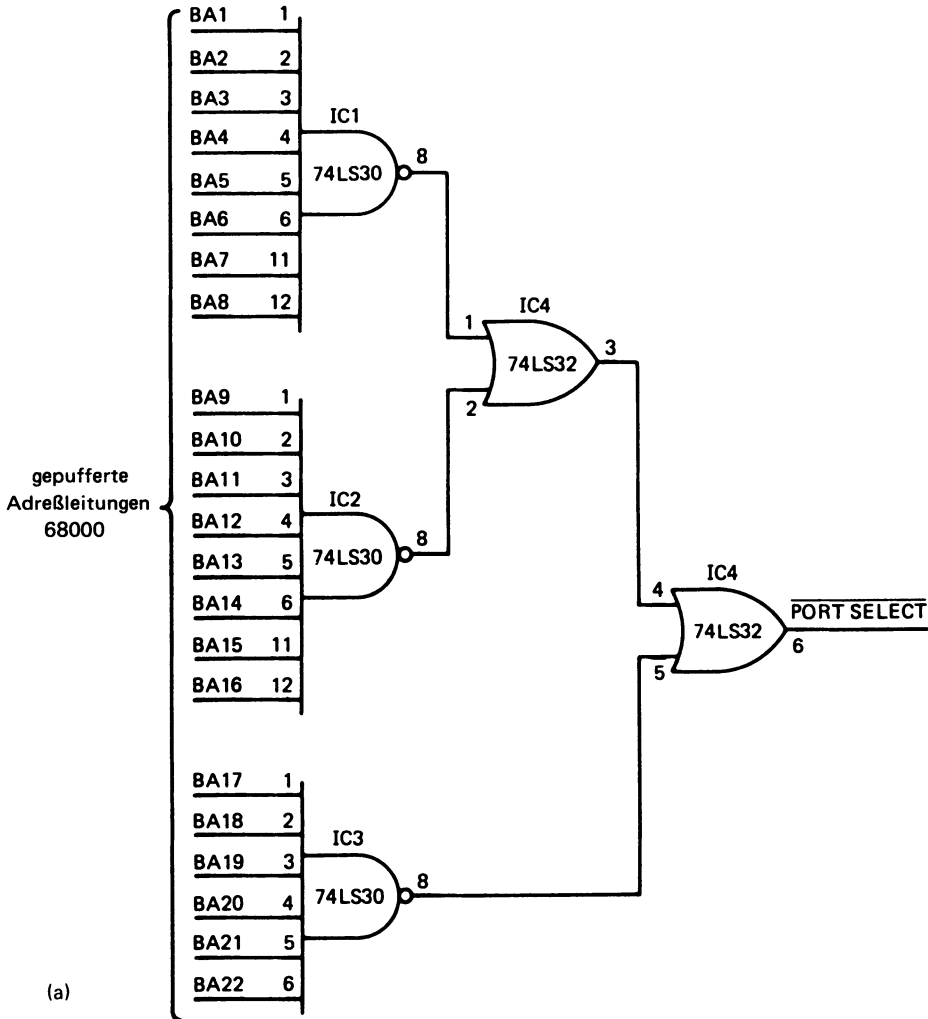 BA1 1
BA2 2
BA3 3
BA4 4
BA5 5
BA6 6
BA7 11
BA8 12
IC1
74LS30
8
BA9 1
BA10 2
BA11 3
BA12 4
BA13 5
BA14 6
BA15 11
BA16 12
IC2
74LS30
8
BA17 1
BA18 2
BA19 3
BA20 4
BA21 5
BA22 6
IC3
74LS30
8
gepufferte
Adreßleitungen
68000
IC4
1
2
74LS32
3
IC4
4
5
74LS32
6
PORT SELECT
(a)